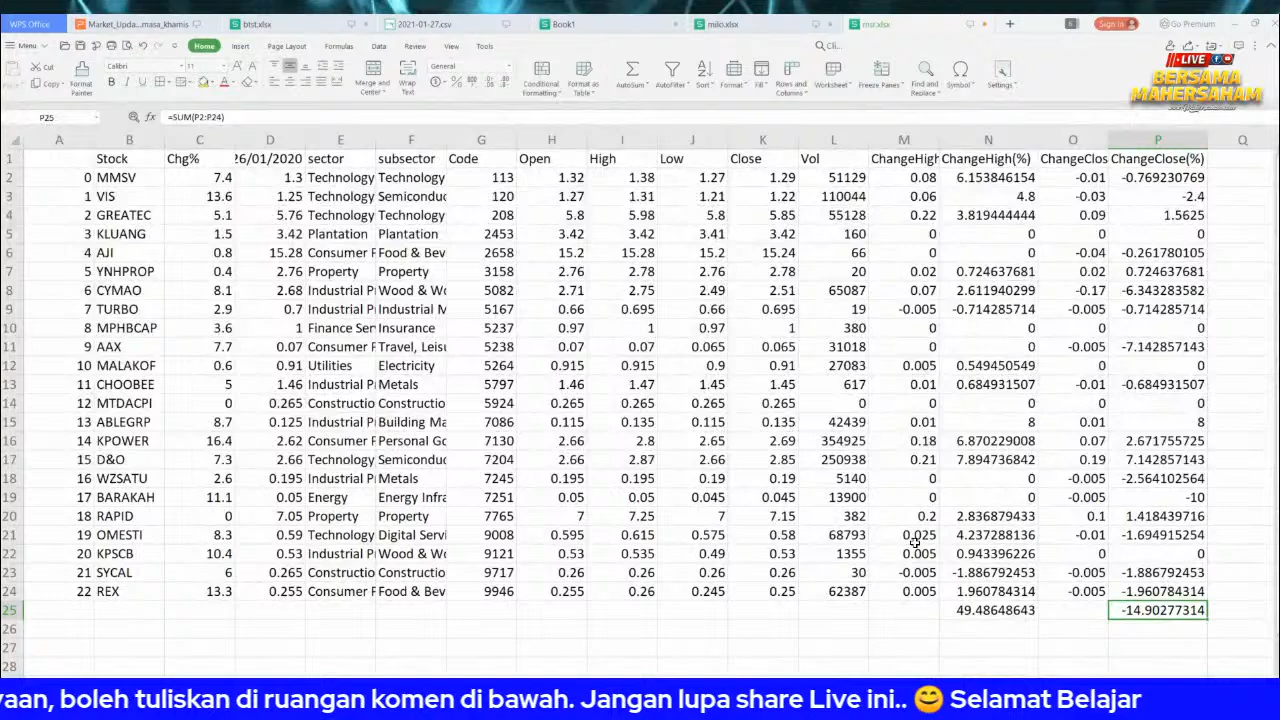 WPS Office Market_Upda...masa_khamis btst.xlsx 2021-01-27.csv Book1 milo.xlsx msr.xlsx + 6 Sign in Go Premium
Menu Home Insert Page Layout Formulas Data Review View Tools Cli...
LIVE
BERSAMA
MAHERSAHAM
Cut Calibri 11 General
Copy Format Painter Merge and Center Wrap Text Conditional Formatting AutoSum AutoFilter Sort Format Fill Rows and Columns Worksheet Freeze Panes Find and Replace Symbol Settings
Format as Table
P25 fx =SUM(P2:P24)
A B C D E F G H I J K L M N O P Q
1 Stock Chg% 26/01/2020 sector subsector Code Open High Low Close Vol ChangeHigh ChangeHigh(%) ChangeClos ChangeClose(%)
2 0 MMSV 7.4 1.3 Technology Technology 113 1.32 1.38 1.27 1.29 51129 0.08 6.153846154 -0.01 -0.769230769
3 1 VIS 13.6 1.25 Technology Semiconduc 120 1.27 1.31 1.21 1.22 110044 0.06 4.8 -0.03 -2.4
4 2 GREATEC 5.1 5.76 Technology Technology 208 5.8 5.98 5.8 5.85 55128 0.22 3.819444444 0.09 1.5625
5 3 KLUANG 1.5 3.42 Plantation Plantation 2453 3.42 3.42 3.41 3.42 160 0 0 0 0
6 4 AJI 0.8 15.28 Consumer P Food & Bev 2658 15.2 15.28 15.2 15.24 66 0 0 -0.04 -0.261780105
7 5 YNHPROP 0.4 2.76 Property Property 3158 2.76 2.78 2.76 2.78 20 0.02 0.724637681 0.02 0.724637681
8 6 CYMAO 8.1 2.68 Industrial P Wood & Wo 5082 2.71 2.75 2.49 2.51 65087 0.07 2.611940299 -0.17 -6.343283582
9 7 TURBO 2.9 0.7 Industrial P Industrial M 5167 0.66 0.695 0.66 0.695 19 -0.005 -0.714285714 -0.005 -0.714285714
10 8 MPHBCAP 3.6 1 Finance Ser Insurance 5237 0.97 1 0.97 1 380 0 0 0 0
11 9 AAX 7.7 0.07 Consumer P Travel, Leisu 5238 0.07 0.07 0.065 0.065 31018 0 0 -0.005 -7.142857143
12 10 MALAKOF 0.6 0.91 Utilities Electricity 5264 0.915 0.915 0.9 0.91 27083 0.005 0.549450549 0 0
13 11 CHOOBEE 5 1.46 Industrial P Metals 5797 1.46 1.47 1.45 1.45 617 0.01 0.684931507 -0.01 -0.684931507
14 12 MTDACPI 0 0.265 Constructio Constructio 5924 0.265 0.265 0.265 0.265 0 0 0 0 0
15 13 ABLEGRP 8.7 0.125 Industrial P Building Ma 7086 0.115 0.135 0.115 0.135 42439 0.01 8 0.01 8
16 14 KPOWER 16.4 2.62 Consumer P Personal Go 7130 2.66 2.8 2.65 2.69 354925 0.18 6.870229008 0.07 2.671755725
17 15 D&O 7.3 2.66 Technology Semiconduc 7204 2.66 2.87 2.66 2.85 250938 0.21 7.894736842 0.19 7.142857143
18 16 WZSATU 2.6 0.195 Industrial P Metals 7245 0.195 0.195 0.19 0.19 5140 0 0 -0.005 -2.564102564
19 17 BARAKAH 11.1 0.05 Energy Energy Infra 7251 0.05 0.05 0.045 0.045 13900 0 0 -0.005 -10
20 18 RAPID 0 7.05 Property Property 7765 7 7.25 7 7.15 382 0.2 2.836879433 0.1 1.418439716
21 19 OMESTI 8.3 0.59 Technology Digital Servi 9008 0.595 0.615 0.575 0.58 68793 0.025 4.237288136 -0.01 -1.694915254
22 20 KPSCB 10.4 0.53 Industrial P Wood & Wo 9121 0.53 0.535 0.49 0.53 1355 0.005 0.943396226 0 0
23 21 SYCAL 6 0.265 Constructio Constructio 9717 0.26 0.26 0.26 0.26 30 -0.005 -1.886792453 -0.005 -1.886792453
24 22 REX 13.3 0.255 Consumer P Food & Bev 9946 0.255 0.26 0.245 0.25 62387 0.005 1.960784314 -0.005 -1.960784314
25 49.48648643 -14.90277314
26
27
28
yaan, boleh tuliskan di ruangan komen di bawah. Jangan lupa share Live ini.. 😊 Selamat Belajar